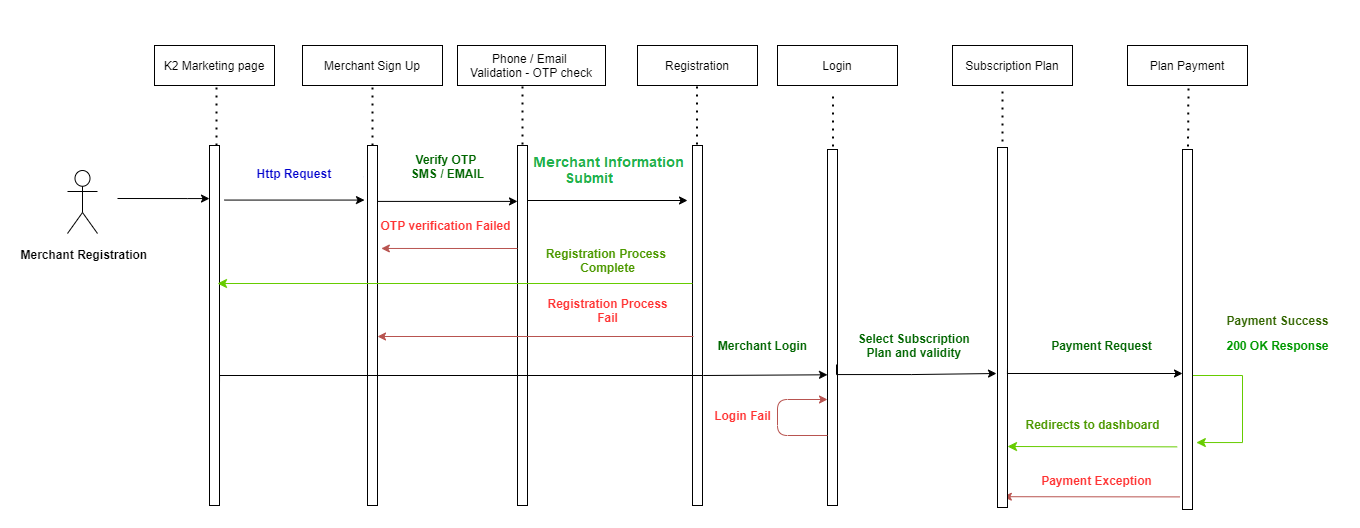 K2 Marketing page
Merchant Sign Up
Phone / Email
Validation - OTP check
Registration
Login
Subscription Plan
Plan Payment
Http Request
Verify OTP
SMS / EMAIL
Merchant Information
Submit
OTP verification Failed
Merchant Registration
Registration Process
Complete
Registration Process
Fail
Merchant Login
Select Subscription
Plan and validity
Payment Request
Payment Success
200 OK Response
Login Fail
Redirects to dashboard
Payment Exception